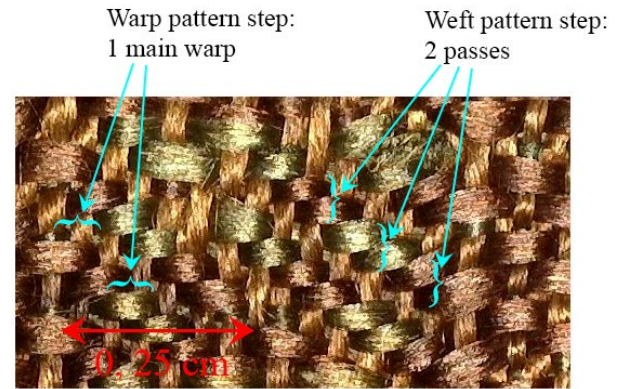 Warp pattern step:
1 main warp
Weft pattern step:
2 passes
0, 25 cm